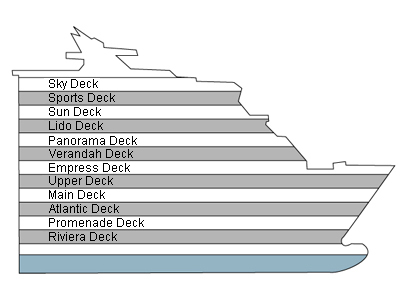 Sky Deck
Sports Deck
Sun Deck
Lido Deck
Panorama Deck
Verandah Deck
Empress Deck
Upper Deck
Main Deck
Atlantic Deck
Promenade Deck
Riviera Deck